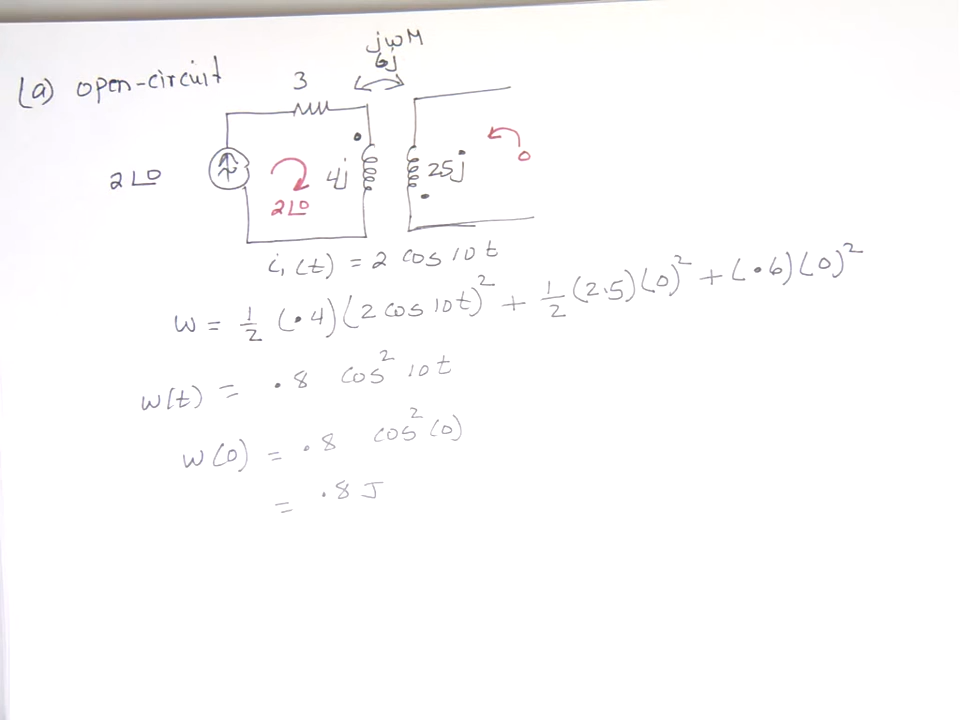 jωM
(a) open-circuit
6j
3
2∠0
4j
25j
0
2∠0
i₁(t) = 2 cos 10t
w = 1/2 (.4)(2 cos 10t)² + 1/2 (2.5)(0)² + (.6)(0)²
w(t) = .8 cos² 10t
w(0) = .8 cos² (0)
= .8 J